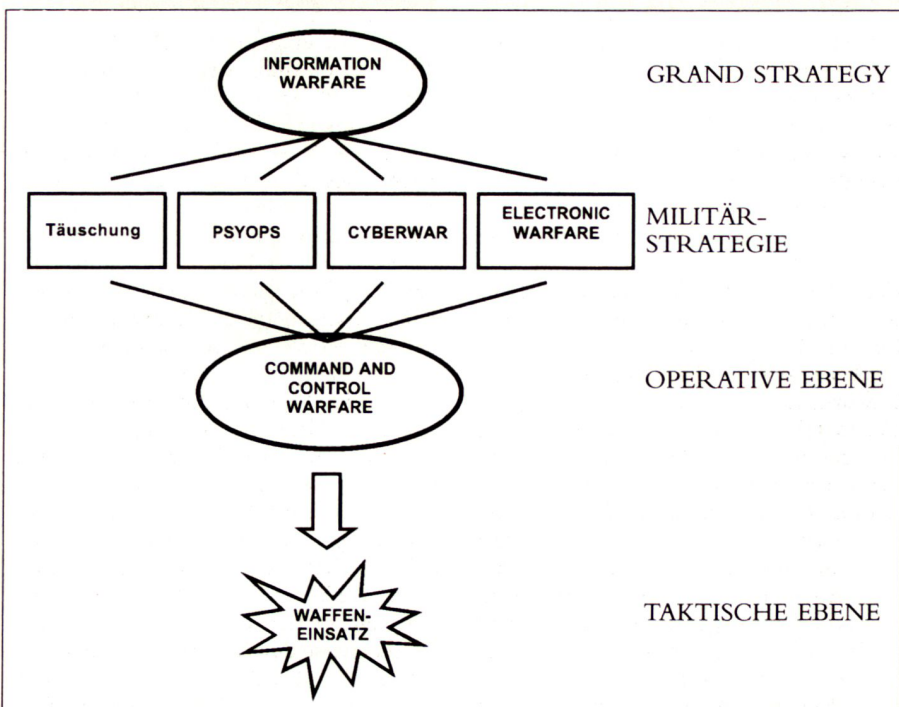 INFORMATION
WARFARE
GRAND STRATEGY
Täuschung
PSYOPS
CYBERWAR
ELECTRONIC
WARFARE
MILITÄR-
STRATEGIE
COMMAND AND
CONTROL
WARFARE
OPERATIVE EBENE
WAFFEN-
EINSATZ
TAKTISCHE EBENE